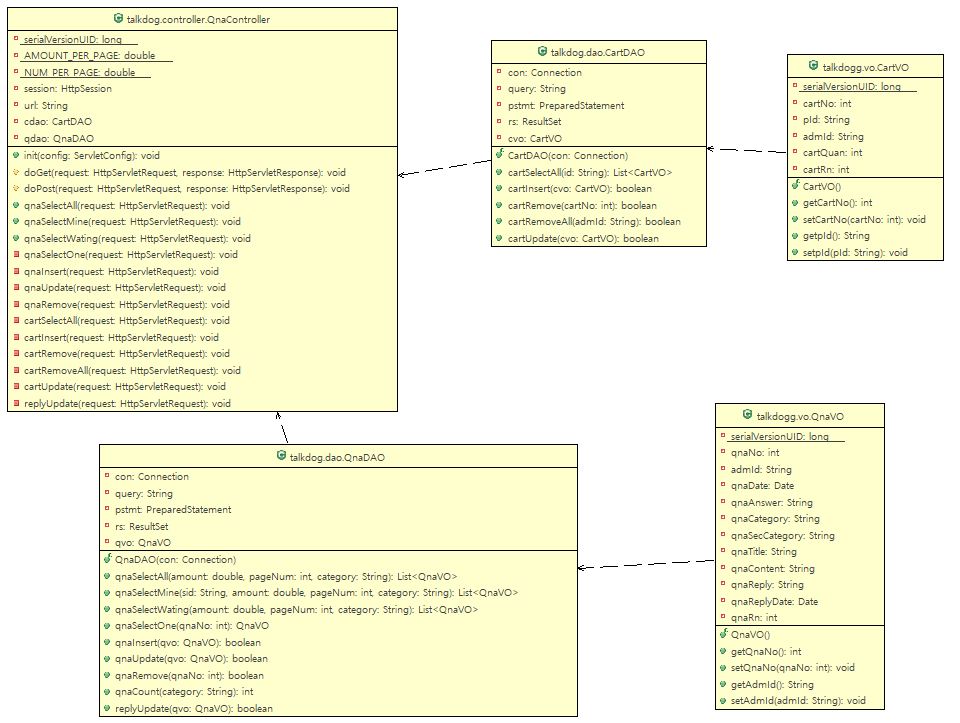 talkdog.controller.QnaController
serialVersionUID: long
AMOUNT_PER_PAGE: double
NUM_PER_PAGE: double
session: HttpSession
url: String
cdao: CartDAO
qdao: QnaDAO
init(config: ServletConfig): void
doGet(request: HttpServletRequest, response: HttpServletResponse): void
doPost(request: HttpServletRequest, response: HttpServletResponse): void
qnaSelectAll(request: HttpServletRequest): void
qnaSelectMine(request: HttpServletRequest): void
qnaSelectWating(request: HttpServletRequest): void
qnaSelectOne(request: HttpServletRequest): void
qnaInsert(request: HttpServletRequest): void
qnaUpdate(request: HttpServletRequest): void
qnaRemove(request: HttpServletRequest): void
cartSelectAll(request: HttpServletRequest): void
cartInsert(request: HttpServletRequest): void
cartRemove(request: HttpServletRequest): void
cartRemoveAll(request: HttpServletRequest): void
cartUpdate(request: HttpServletRequest): void
replyUpdate(request: HttpServletRequest): void
talkdog.dao.CartDAO
con: Connection
query: String
pstmt: PreparedStatement
rs: ResultSet
cvo: CartVO
CartDAO(con: Connection)
cartSelectAll(id: String): List<CartVO>
cartInsert(cvo: CartVO): boolean
cartRemove(cartNo: int): boolean
cartRemoveAll(admId: String): boolean
cartUpdate(cvo: CartVO): boolean
talkdogg.vo.CartVO
serialVersionUID: long
cartNo: int
pId: String
admId: String
cartQuan: int
cartRn: int
CartVO()
getCartNo(): int
setCartNo(cartNo: int): void
getpId(): String
setpId(pId: String): void
talkdog.dao.QnaDAO
con: Connection
query: String
pstmt: PreparedStatement
rs: ResultSet
qvo: QnaVO
QnaDAO(con: Connection)
qnaSelectAll(amount: double, pageNum: int, category: String): List<QnaVO>
qnaSelectMine(sid: String, amount: double, pageNum: int, category: String): List<QnaVO>
qnaSelectWating(amount: double, pageNum: int, category: String): List<QnaVO>
qnaSelectOne(qnaNo: int): QnaVO
qnaInsert(qvo: QnaVO): boolean
qnaUpdate(qvo: QnaVO): boolean
qnaRemove(qnaNo: int): boolean
qnaCount(category: String): int
replyUpdate(qvo: QnaVO): boolean
talkdogg.vo.QnaVO
serialVersionUID: long
qnaNo: int
admId: String
qnaDate: Date
qnaAnswer: String
qnaCategory: String
qnaSecCategory: String
qnaTitle: String
qnaContent: String
qnaReply: String
qnaReplyDate: Date
qnaRn: int
QnaVO()
getQnaNo(): int
setQnaNo(qnaNo: int): void
getAdmId(): String
setAdmId(admId: String): void